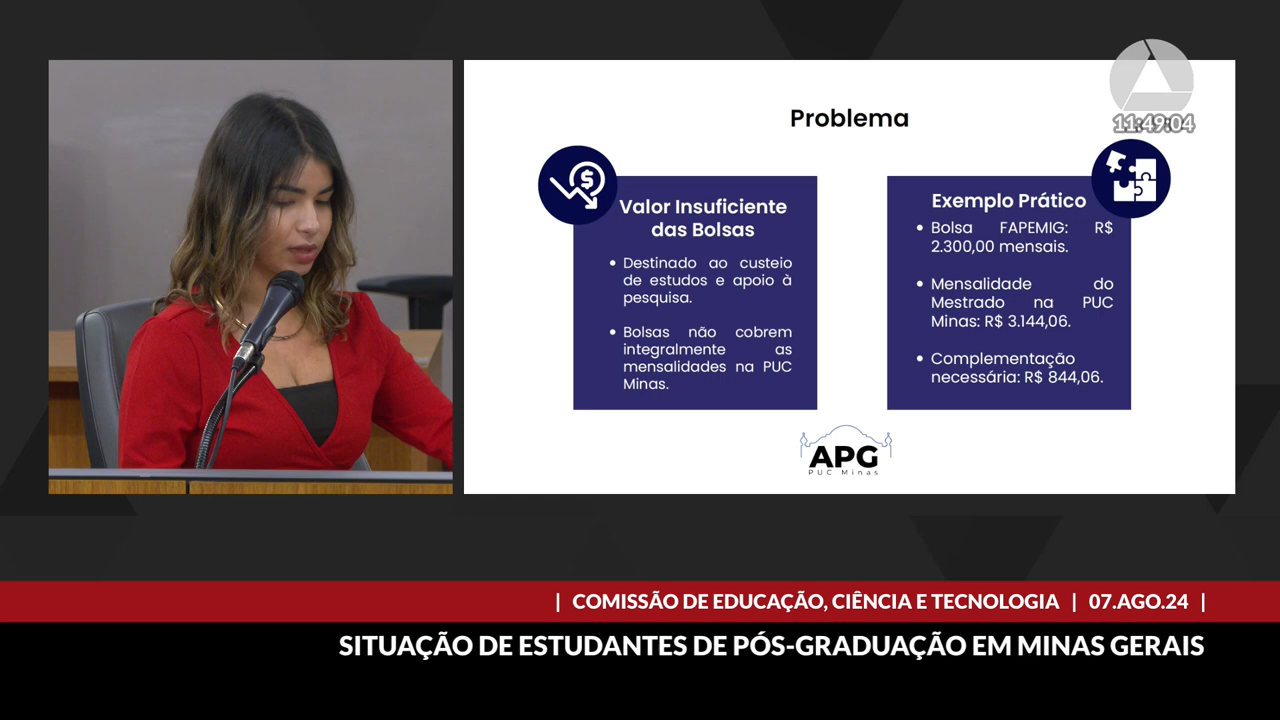 11:49:04
Problema
Valor Insuficiente
das Bolsas
• Destinado ao custeio
de estudos e apoio à
pesquisa.
• Bolsas não cobrem
integralmente as
mensalidades na PUC
Minas.
Exemplo Prático
• Bolsa FAPEMIG: R$
2.300,00 mensais.
• Mensalidade do
Mestrado na PUC
Minas: R$ 3.144,06.
• Complementação
necessária: R$ 844,06.
APG
PUC Minas
| COMISSÃO DE EDUCAÇÃO, CIÊNCIA E TECNOLOGIA | 07.AGO.24 |
SITUAÇÃO DE ESTUDANTES DE PÓS-GRADUAÇÃO EM MINAS GERAIS